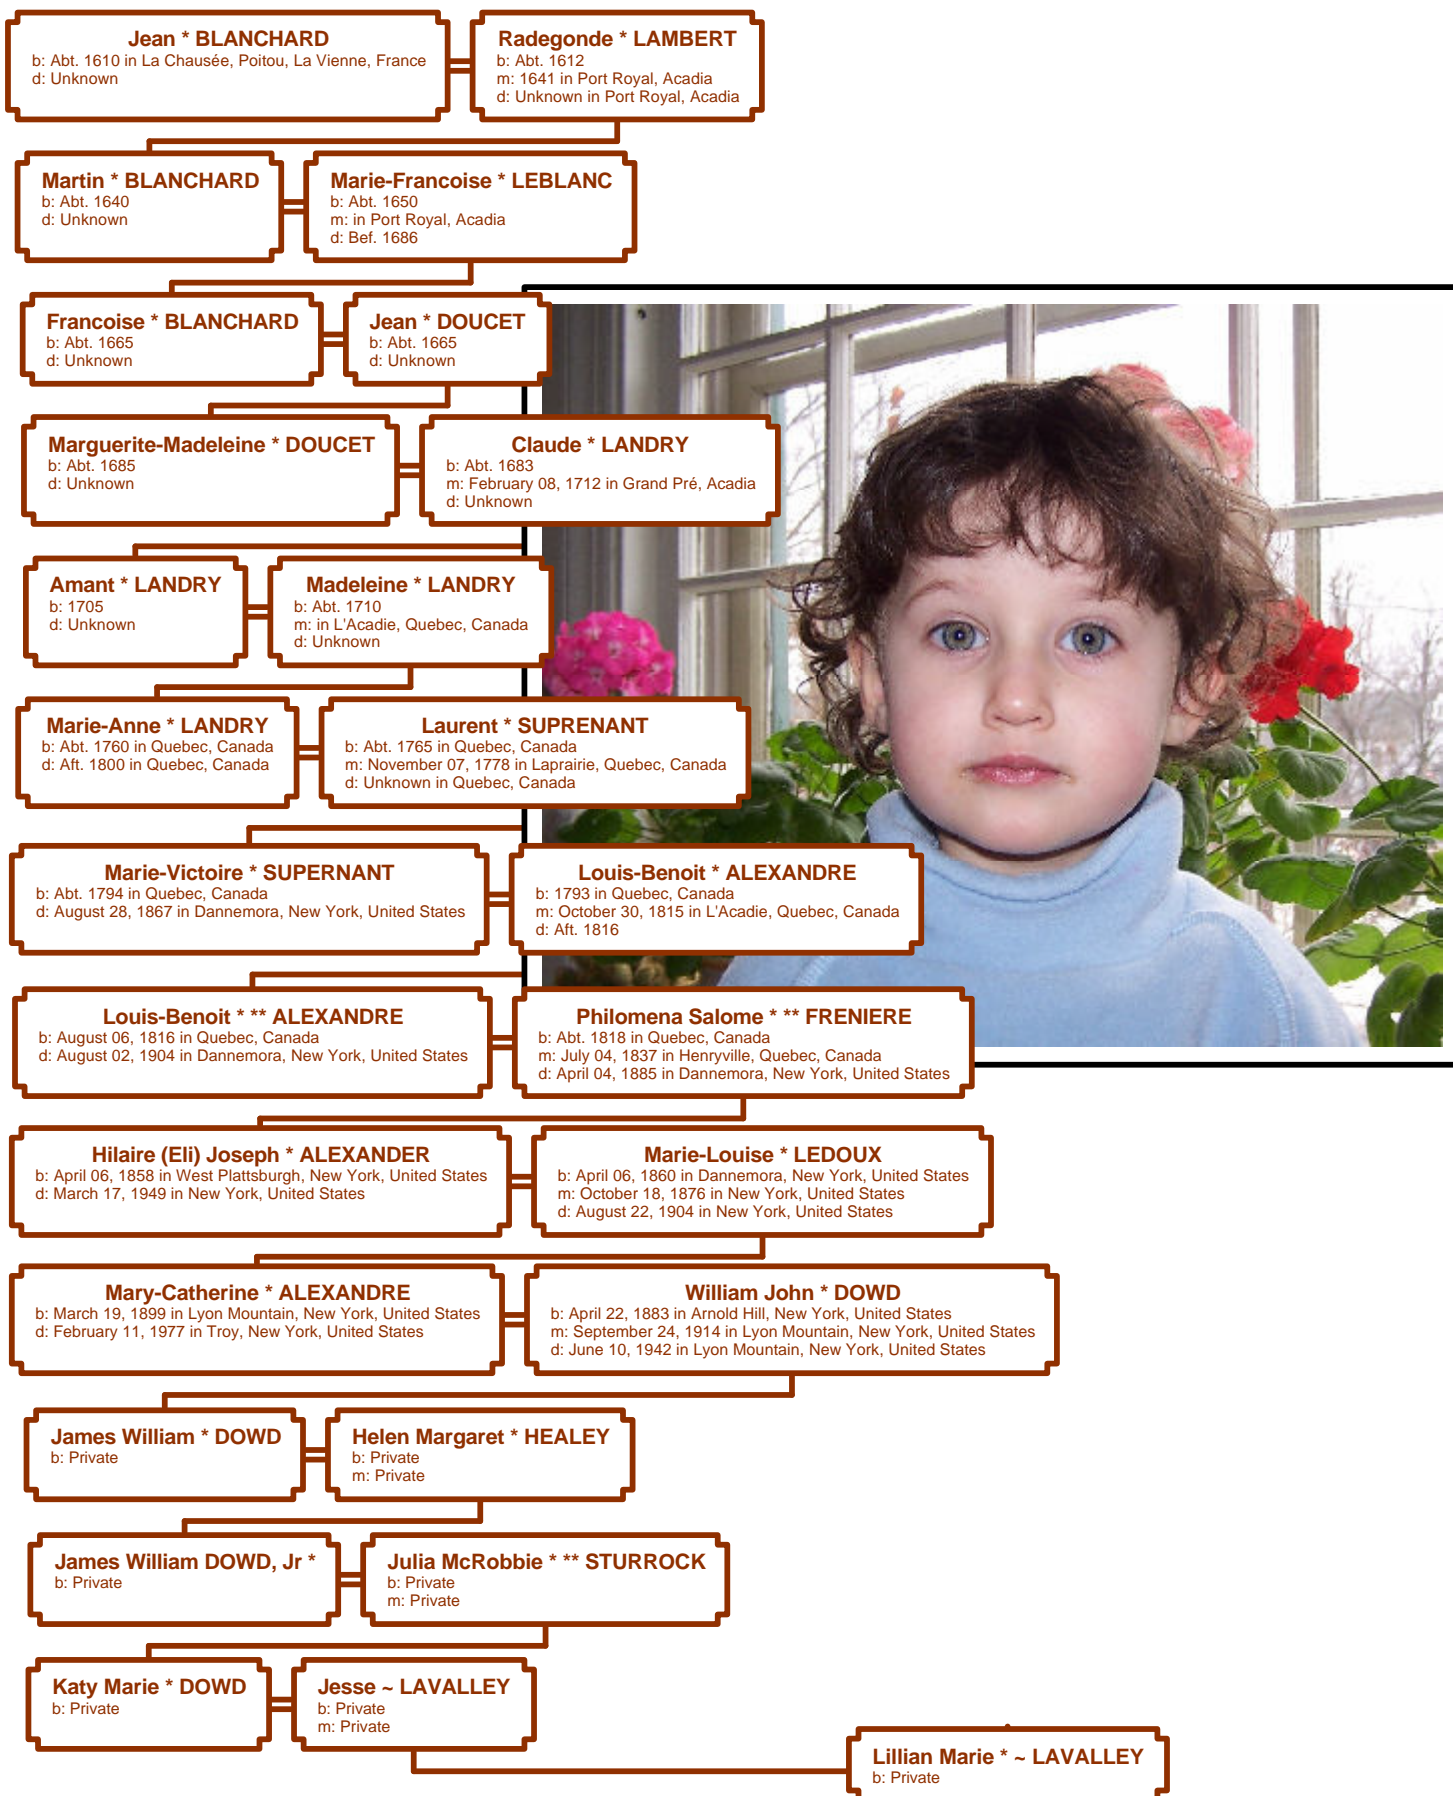 Jean * BLANCHARD
b: Abt. 1610 in La Chausée, Poitou, La Vienne, France
d: Unknown
Radegonde * LAMBERT
b: Abt. 1612
m: 1641 in Port Royal, Acadia
d: Unknown in Port Royal, Acadia
Martin * BLANCHARD
b: Abt. 1640
d: Unknown
Marie-Francoise * LEBLANC
b: Abt. 1650
m: in Port Royal, Acadia
d: Bef. 1686
Francoise * BLANCHARD
b: Abt. 1665
d: Unknown
Jean * DOUCET
b: Abt. 1665
d: Unknown
Marguerite-Madeleine * DOUCET
b: Abt. 1685
d: Unknown
Claude * LANDRY
b: Abt. 1683
m: February 08, 1712 in Grand Pré, Acadia
d: Unknown
Amant * LANDRY
b: 1705
d: Unknown
Madeleine * LANDRY
b: Abt. 1710
m: in L'Acadie, Quebec, Canada
d: Unknown
Marie-Anne * LANDRY
b: Abt. 1760 in Quebec, Canada
d: Aft. 1800 in Quebec, Canada
Laurent * SUPRENANT
b: Abt. 1765 in Quebec, Canada
m: November 07, 1778 in Laprairie, Quebec, Canada
d: Unknown in Quebec, Canada
Marie-Victoire * SUPERNANT
b: Abt. 1794 in Quebec, Canada
d: August 28, 1867 in Dannemora, New York, United States
Louis-Benoit * ALEXANDRE
b: 1793 in Quebec, Canada
m: October 30, 1815 in L'Acadie, Quebec, Canada
d: Aft. 1816
Louis-Benoit * ** ALEXANDRE
b: August 06, 1816 in Quebec, Canada
d: August 02, 1904 in Dannemora, New York, United States
Philomena Salome * ** FRENIERE
b: Abt. 1818 in Quebec, Canada
m: July 04, 1837 in Henryville, Quebec, Canada
d: April 04, 1885 in Dannemora, New York, United States
Hilaire (Eli) Joseph * ALEXANDER
b: April 06, 1858 in West Plattsburgh, New York, United States
d: March 17, 1949 in New York, United States
Marie-Louise * LEDOUX
b: April 06, 1860 in Dannemora, New York, United States
m: October 18, 1876 in New York, United States
d: August 22, 1904 in New York, United States
Mary-Catherine * ALEXANDRE
b: March 19, 1899 in Lyon Mountain, New York, United States
d: February 11, 1977 in Troy, New York, United States
William John * DOWD
b: April 22, 1883 in Arnold Hill, New York, United States
m: September 24, 1914 in Lyon Mountain, New York, United States
d: June 10, 1942 in Lyon Mountain, New York, United States
James William * DOWD
b: Private
Helen Margaret * HEALEY
b: Private
m: Private
James William DOWD, Jr *
b: Private
Julia McRobbie * ** STURROCK
b: Private
m: Private
Katy Marie * DOWD
b: Private
Jesse ~ LAVALLEY
b: Private
m: Private
Lillian Marie * ~ LAVALLEY
b: Private